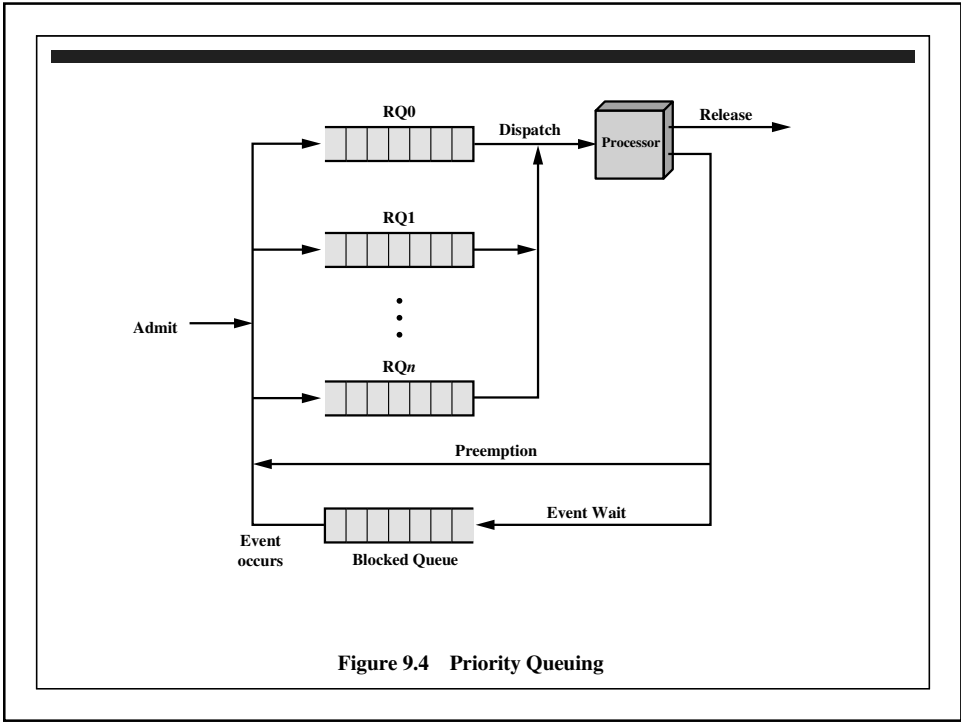 RQ0
Dispatch
Release
Processor
RQ1
Admit
RQn
Preemption
Event Wait
Event
occurs
Blocked Queue
Figure 9.4 Priority Queuing